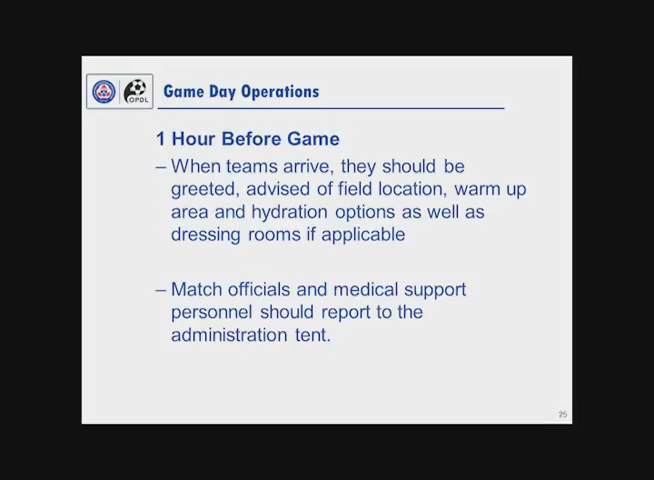 OPDL
Game Day Operations
1 Hour Before Game
– When teams arrive, they should be
greeted, advised of field location, warm up
area and hydration options as well as
dressing rooms if applicable
– Match officials and medical support
personnel should report to the
administration tent.
25